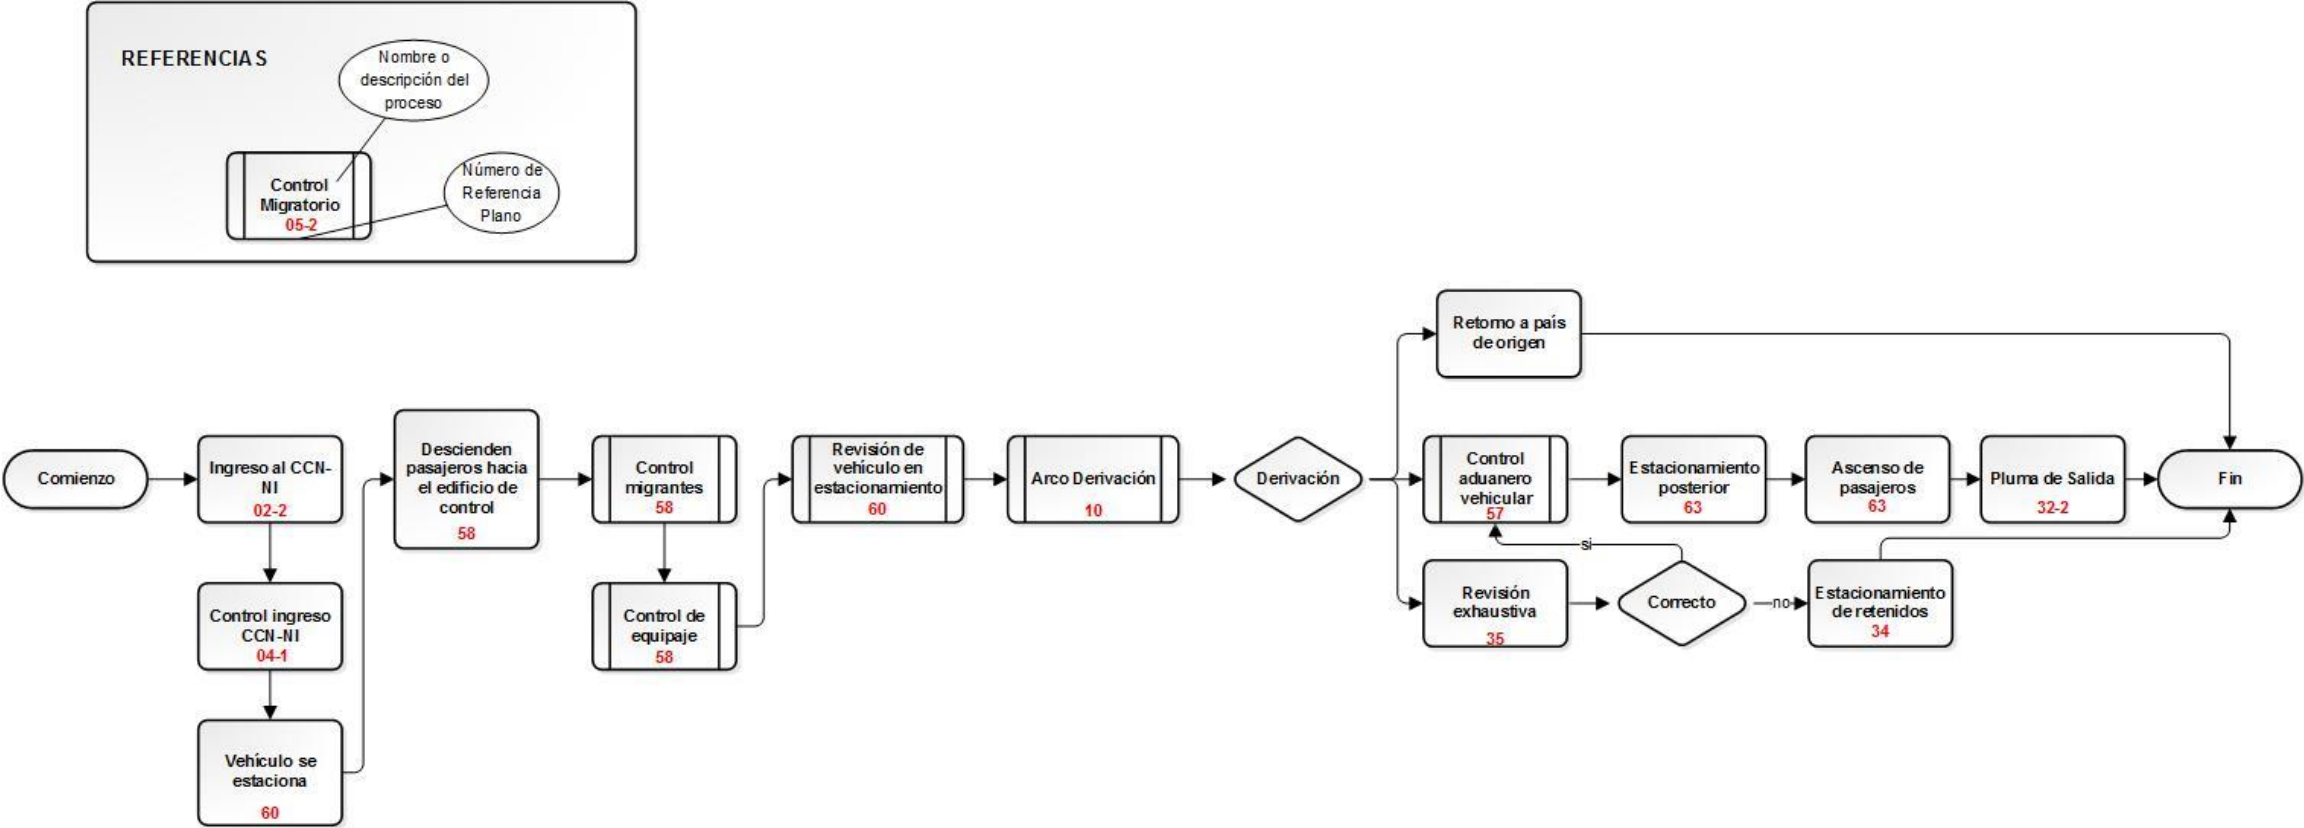 REFERENCIAS
Nombre o
descripción del
proceso
Control
Migratorio
05-2
Número de
Referencia
Plano
Comienzo
Ingreso al CCN-
NI
02-2
Control ingreso
CCN-NI
04-1
Vehículo se
estaciona
60
Descienden
pasajeros hacia
el edificio de
control
58
Control
migrantes
58
Control de
equipaje
58
Revisión de
vehículo en
estacionamiento
60
Arco Derivación
10
Derivación
Retorno a país
de origen
Control
aduanero
vehicular
57
Estacionamiento
posterior
63
Ascenso de
pasajeros
63
Pluma de Salida
32-2
Fin
si
Revisión
exhaustiva
35
Correcto
no
Estacionamiento
de retenidos
34